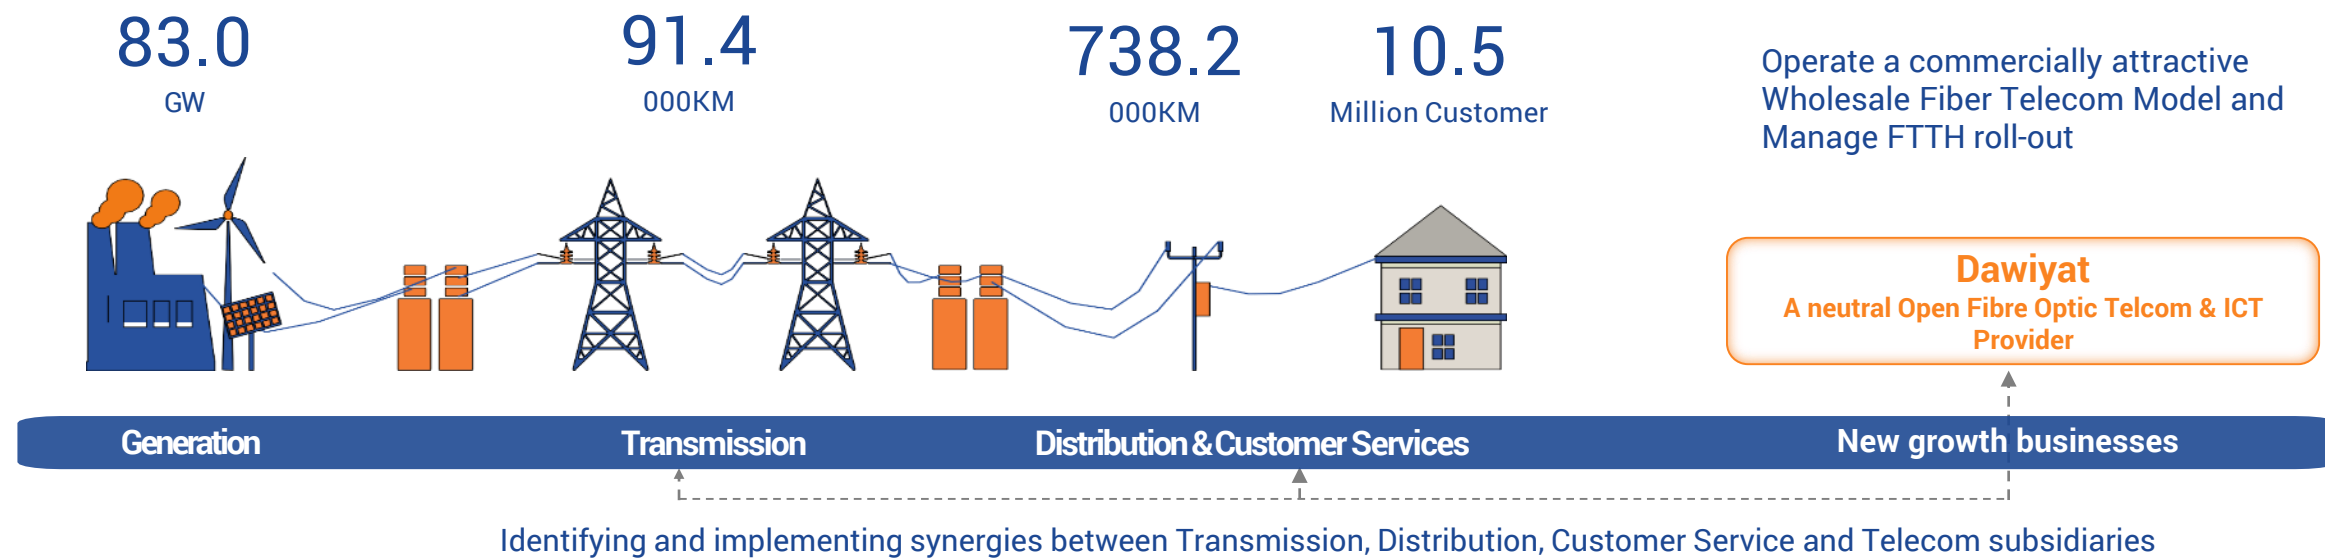 83.0
GW
91.4
000KM
738.2
000KM
10.5
Million Customer
Operate a commercially attractive
Wholesale Fiber Telecom Model and
Manage FTTH roll-out
Dawiyat
A neutral Open Fibre Optic Telcom & ICT
Provider
Generation
Transmission
Distribution & Customer Services
New growth businesses
Identifying and implementing synergies between Transmission, Distribution, Customer Service and Telecom subsidiaries